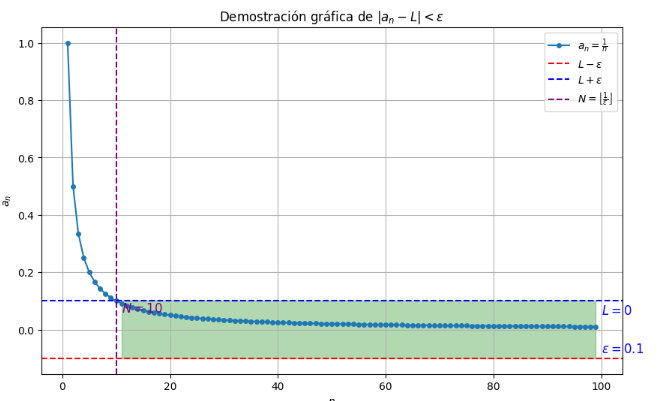 Demostración gráfica de |aₙ − L| < ε
aₙ = 1/n
L − ε
L + ε
N = ⌊1/ε⌋
1.0
0.8
0.6
0.4
0.2
0.0
aₙ
N = 10
L = 0
ε = 0.1
0
20
40
60
80
100